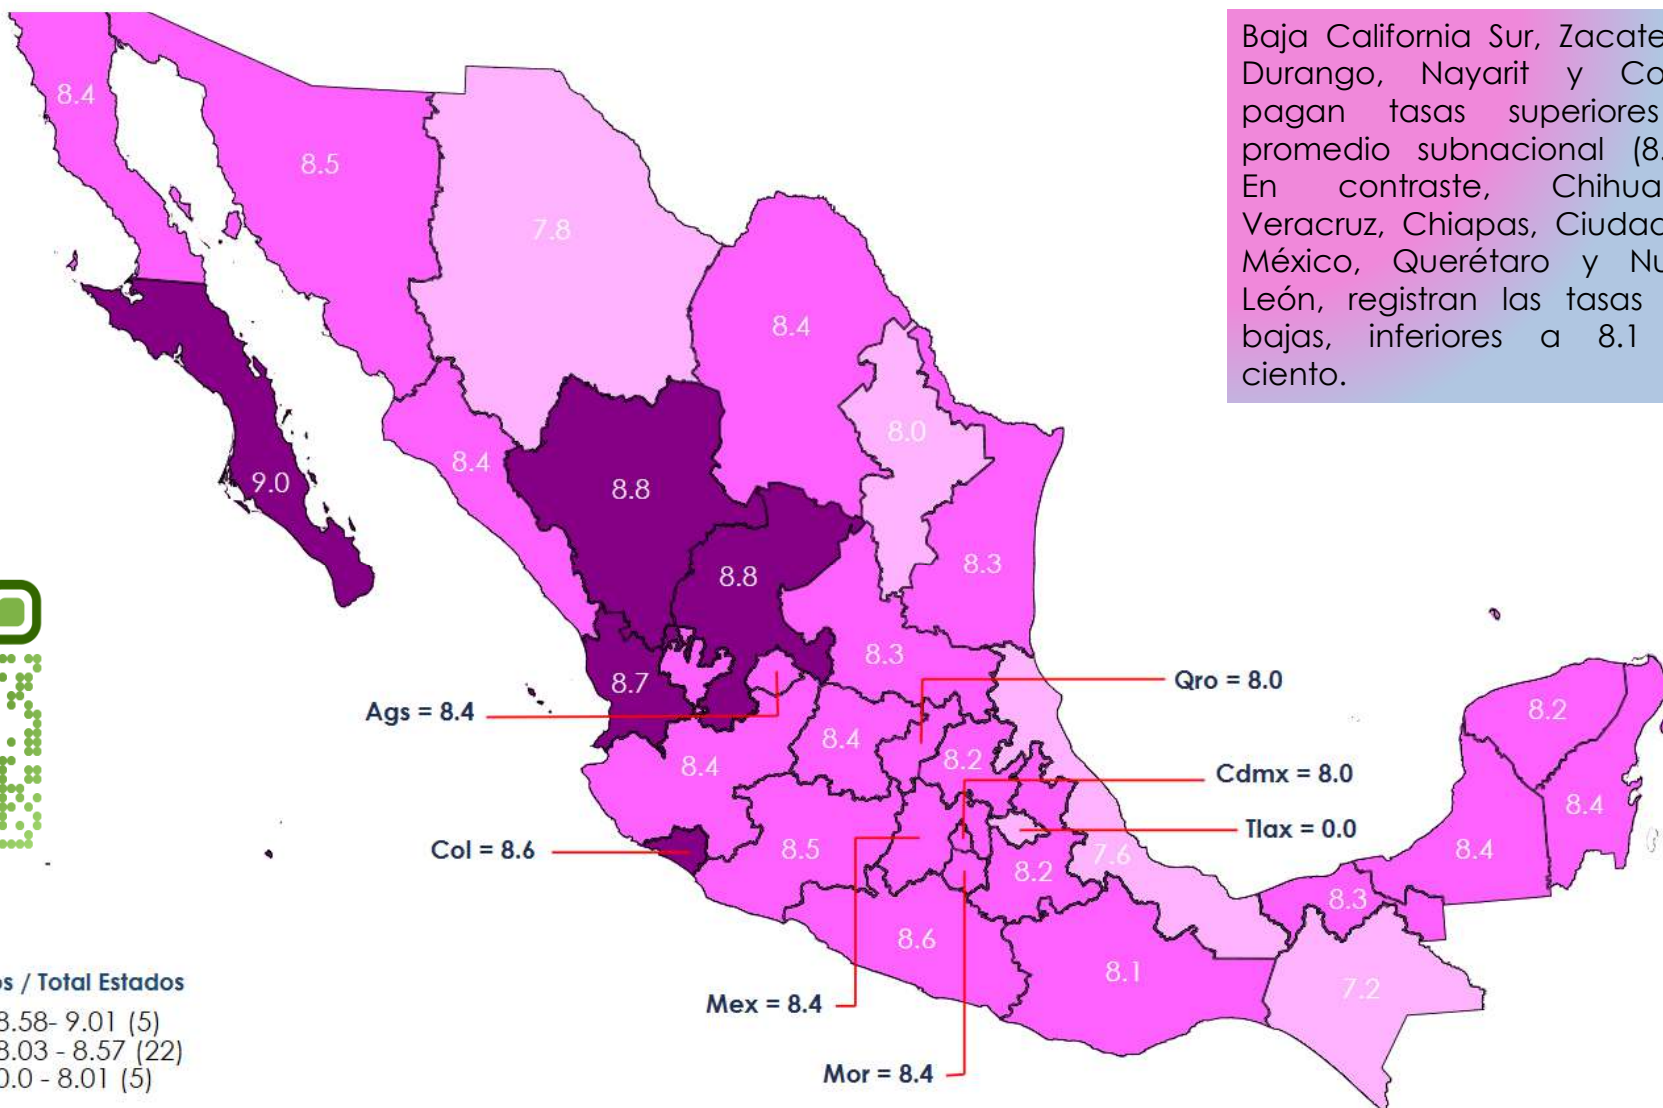 Baja California Sur, Zacate
Durango, Nayarit y Co
pagan tasas superiores
promedio subnacional (8.
En contraste, Chihua
Veracruz, Chiapas, Ciudad
México, Querétaro y Nu
León, registran las tasas
bajas, inferiores a 8.1
ciento.
8.4
8.5
7.8
8.4
8.0
8.4
9.0
8.8
8.3
8.8
8.3
8.7
Qro = 8.0
Ags = 8.4
8.2
8.4
8.2
8.4
Cdmx = 8.0
8.4
Tlax = 0.0
Col = 8.6
8.5
7.6
8.4
8.2
8.3
8.6
8.1
7.2
Mex = 8.4
Mor = 8.4
os / Total Estados
8.58- 9.01 (5)
8.03 - 8.57 (22)
0.0 - 8.01 (5)